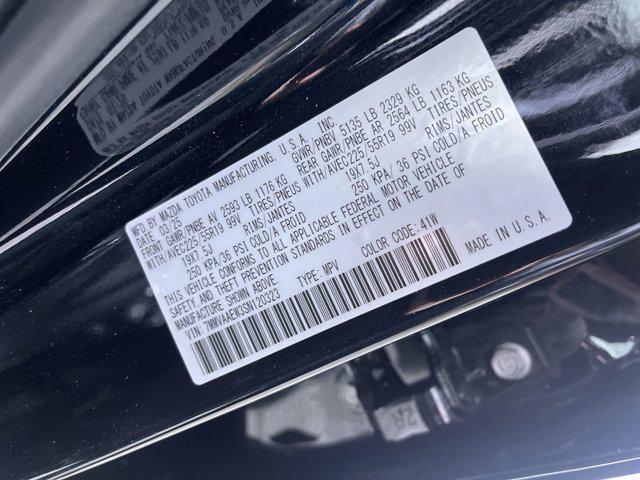 MFD BY MAZDA TOYOTA MANUFACTURING, U.S.A., INC.
DATE: 03/25 GVWR/PNBV 5135 LB 2329 KG
FRONT GAWR/PNBE AV 2593 LB 1176 KG REAR GAWR/PNBE AR 2564 LB 1163 KG
WITH/AVEC225/55R19 99V TIRES/PNEUS WITH/AVEC225/55R19 99V TIRES/PNEUS
19X7.5J RIMS/JANTES 19X7.5J RIMS/JANTES
250 KPA/36 PSI COLD/A FROID 250 KPA/ 36 PSI COLD/A FROID
THIS VEHICLE CONFORMS TO ALL APPLICABLE FEDERAL MOTOR VEHICLE
SAFETY AND THEFT PREVENTION STANDARDS IN EFFECT ON THE DATE OF
MANUFACTURE SHOWN ABOVE.
VIN: TYPE: MPV COLOR CODE: 41W
MADE IN U.S.A.